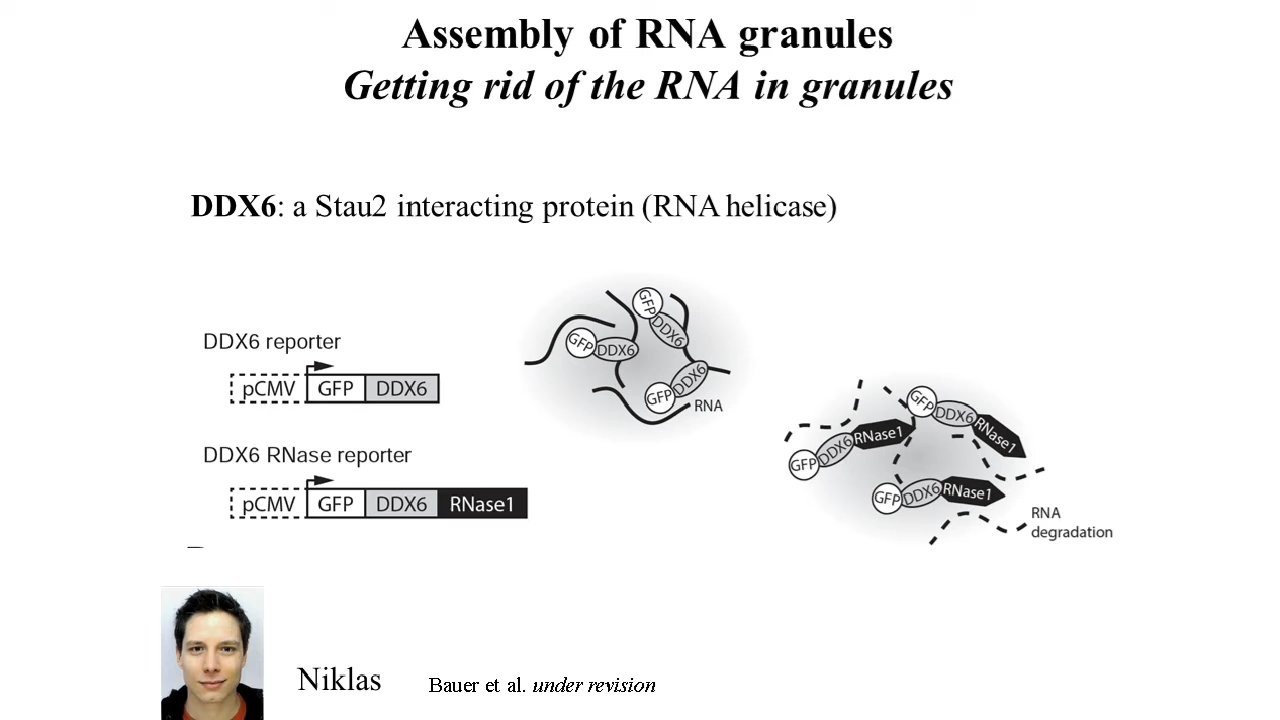 Assembly of RNA granules
Getting rid of the RNA in granules
DDX6: a Stau2 interacting protein (RNA helicase)
DDX6 reporter
pCMV GFP DDX6
DDX6 RNase reporter
pCMV GFP DDX6 RNase1
GFP DDX6
GFP DDX6
GFP DDX6
RNA
GFP DDX6 RNase1
GFP DDX6 RNase1
GFP DDX6 RNase1
RNA
degradation
Niklas
Bauer et al. under revision